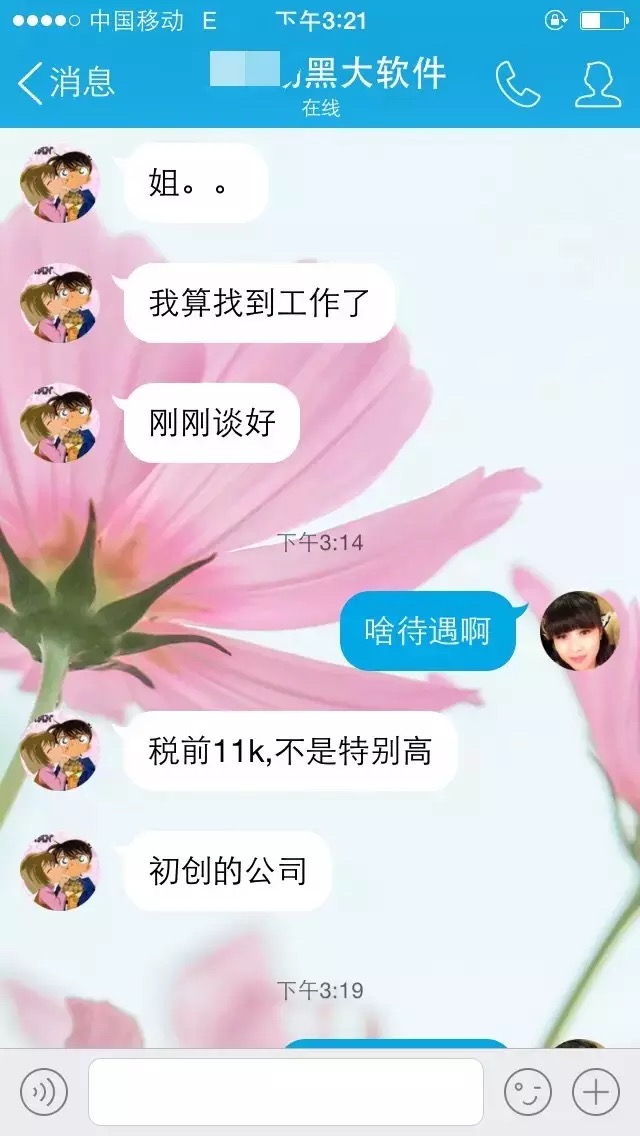 中国移动 E 下午3:21
消息
黑大软件
在线
姐。。
我算找到工作了
刚刚谈好
下午3:14
啥待遇啊
税前11k,不是特别高
初创的公司
下午3:19